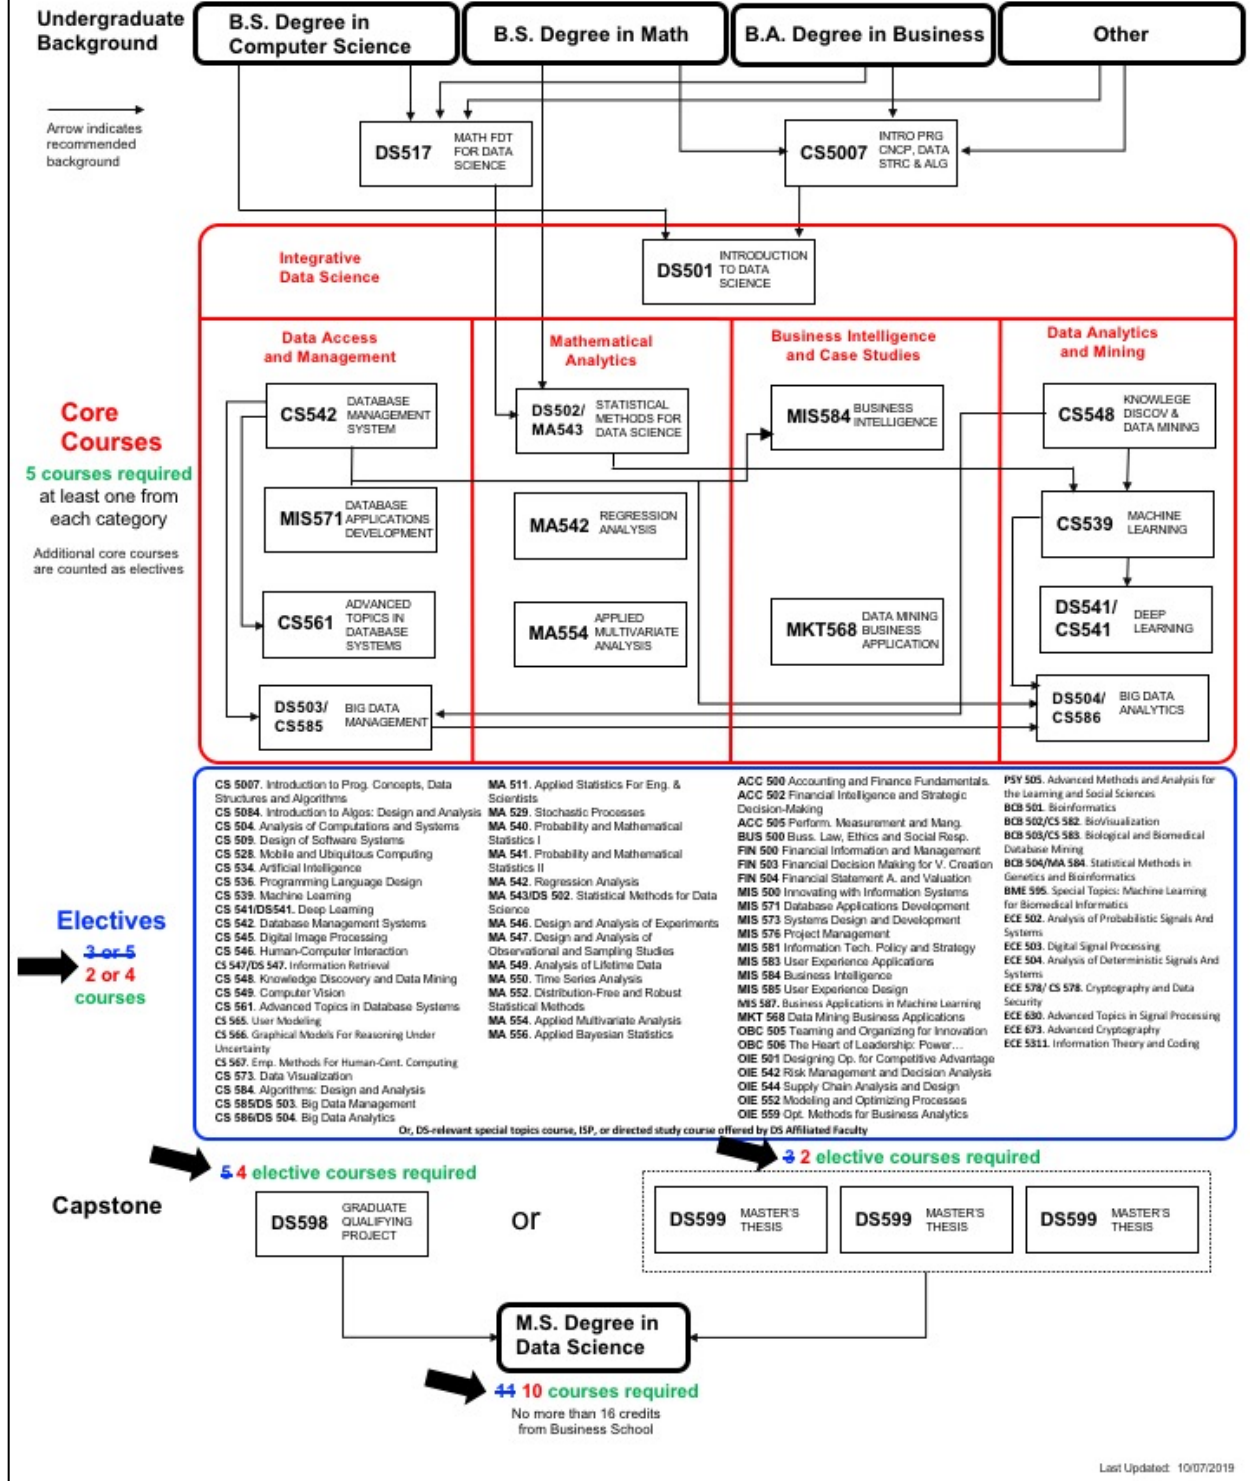 Undergraduate
Background
B.S. Degree in
Computer Science
B.S. Degree in Math
B.A. Degree in Business
Other
Arrow indicates
recommended
background
DS517
MATH FDT
FOR DATA
SCIENCE
CS5007
INTRO PRG
CNCP, DATA
STRC & ALG
Integrative
Data Science
DS501
INTRODUCTION
TO DATA
SCIENCE
Core
Courses
5 courses required
at least one from
each category
Additional core courses
are counted as electives
Data Access
and Management
CS542
DATABASE
MANAGEMENT
SYSTEM
MIS571
DATABASE
APPLICATIONS
DEVELOPMENT
CS561
ADVANCED
TOPICS IN
DATABASE
SYSTEMS
DS503/
CS585
BIG DATA
MANAGEMENT
Mathematical
Analytics
DS502/
MA543
STATISTICAL
METHODS FOR
DATA SCIENCE
MA542
REGRESSION
ANALYSIS
MA554
APPLIED
MULTIVARIATE
ANALYSIS
Business Intelligence
and Case Studies
MIS584
BUSINESS
INTELLIGENCE
MKT568
DATA MINING
BUSINESS
APPLICATION
Data Analytics
and Mining
CS548
KNOWLEGE
DISCOV &
DATA MINING
CS539
MACHINE
LEARNING
DS541/
CS541
DEEP
LEARNING
DS504/
CS586
BIG DATA
ANALYTICS
Electives
3 or 5
2 or 4
courses
CS 5007. Introduction to Prog. Concepts, Data
Structures and Algorithms
CS 5084. Introduction to Algos: Design and Analysis
CS 504. Analysis of Computations and Systems
CS 509. Design of Software Systems
CS 528. Mobile and Ubiquitous Computing
CS 534. Artificial Intelligence
CS 536. Programming Language Design
CS 539. Machine Learning
CS 541/DS541. Deep Learning
CS 542. Database Management Systems
CS 545. Digital Image Processing
CS 546. Human-Computer Interaction
CS 547/DS 547. Information Retrieval
CS 548. Knowledge Discovery and Data Mining
CS 549. Computer Vision
CS 561. Advanced Topics in Database Systems
CS 565. User Modeling
CS 566. Graphical Models For Reasoning Under
Uncertainty
CS 567. Emp. Methods For Human-Cent. Computing
CS 573. Data Visualization
CS 584. Algorithms: Design and Analysis
CS 585/DS 503. Big Data Management
CS 586/DS 504. Big Data Analytics
MA 511. Applied Statistics For Eng. &
Scientists
MA 529. Stochastic Processes
MA 540. Probability and Mathematical
Statistics I
MA 541. Probability and Mathematical
Statistics II
MA 542. Regression Analysis
MA 543/DS 502. Statistical Methods for Data
Science
MA 546. Design and Analysis of Experiments
MA 547. Design and Analysis of
Observational and Sampling Studies
MA 549. Analysis of Lifetime Data
MA 550. Time Series Analysis
MA 552. Distribution-Free and Robust
Statistical Methods
MA 554. Applied Multivariate Analysis
MA 556. Applied Bayesian Statistics
ACC 500 Accounting and Finance Fundamentals.
ACC 502 Financial Intelligence and Strategic
Decision-Making
ACC 505 Perform. Measurement and Mang.
BUS 500 Buss. Law, Ethics and Social Resp.
FIN 500 Financial Information and Management
FIN 503 Financial Decision Making for V. Creation
FIN 504 Financial Statement A. and Valuation
MIS 500 Innovating with Information Systems
MIS 571 Database Applications Development
MIS 573 Systems Design and Development
MIS 576 Project Management
MIS 581 Information Tech. Policy and Strategy
MIS 583 User Experience Applications
MIS 584 Business Intelligence
MIS 585 User Experience Design
MIS 587. Business Applications in Machine Learning
MKT 568 Data Mining Business Applications
OBC 505 Teaming and Organizing for Innovation
OBC 506 The Heart of Leadership: Power…
OIE 501 Designing Op. for Competitive Advantage
OIE 542 Risk Management and Decision Analysis
OIE 544 Supply Chain Analysis and Design
OIE 552 Modeling and Optimizing Processes
OIE 559 Opt. Methods for Business Analytics
PSY 505. Advanced Methods and Analysis for
the Learning and Social Sciences
BCB 501. Bioinformatics
BCB 502/CS 582. BioVisualization
BCB 503/CS 583. Biological and Biomedical
Database Mining
BCB 504/MA 584. Statistical Methods in
Genetics and Bioinformatics
BME 595. Special Topics: Machine Learning
for Biomedical Informatics
ECE 502. Analysis of Probabilistic Signals And
Systems
ECE 503. Digital Signal Processing
ECE 504. Analysis of Deterministic Signals And
Systems
ECE 578/ CS 578. Cryptography and Data
Security
ECE 630. Advanced Topics in Signal Processing
ECE 673. Advanced Cryptography
ECE 5311. Information Theory and Coding
Or, DS-relevant special topics course, ISP, or directed study course offered by DS Affiliated Faculty
5 4 elective courses required
3 2 elective courses required
Capstone
DS598
GRADUATE
QUALIFYING
PROJECT
or
DS599
MASTER'S
THESIS
DS599
MASTER'S
THESIS
DS599
MASTER'S
THESIS
M.S. Degree in
Data Science
11 10 courses required
No more than 16 credits
from Business School
Last Updated: 10/07/2019